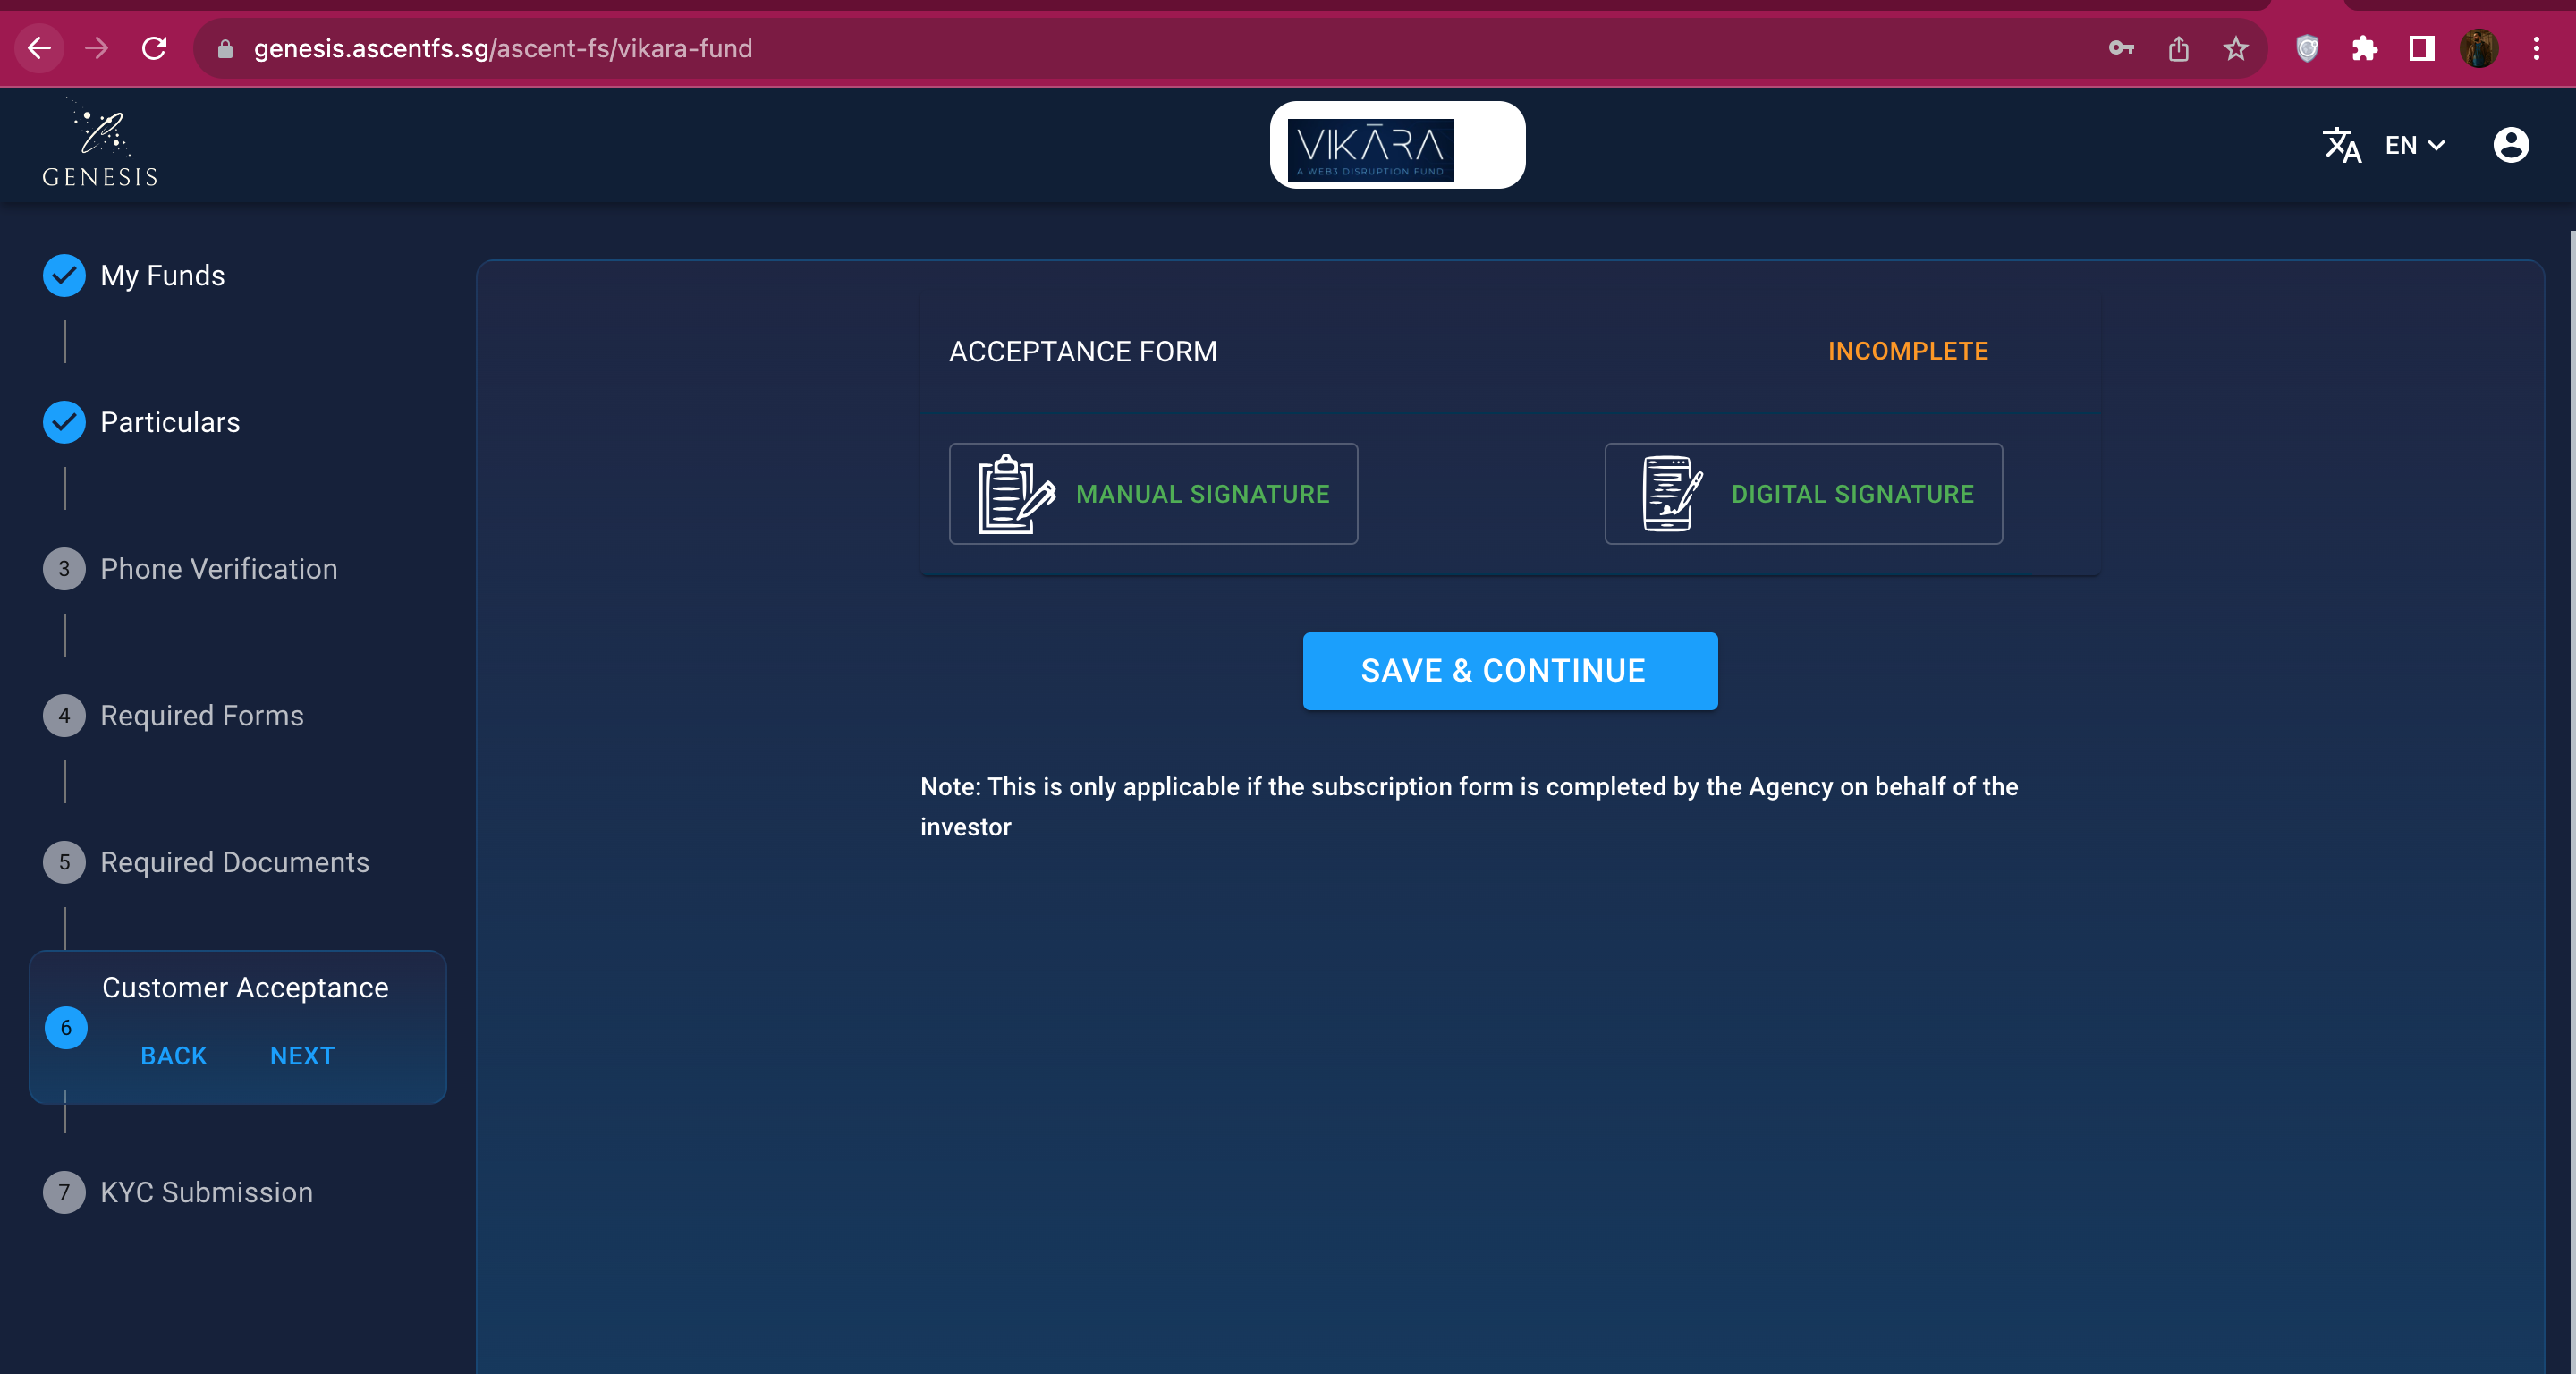 genesis.ascentfs.sg/ascent-fs/vikara-fund
GENESIS
VIKĀRA
A WEB3 DISRUPTION FUND
EN
My Funds
Particulars
3 Phone Verification
4 Required Forms
5 Required Documents
Customer Acceptance
6
BACK NEXT
7 KYC Submission
ACCEPTANCE FORM INCOMPLETE
MANUAL SIGNATURE DIGITAL SIGNATURE
SAVE & CONTINUE
Note: This is only applicable if the subscription form is completed by the Agency on behalf of the
investor